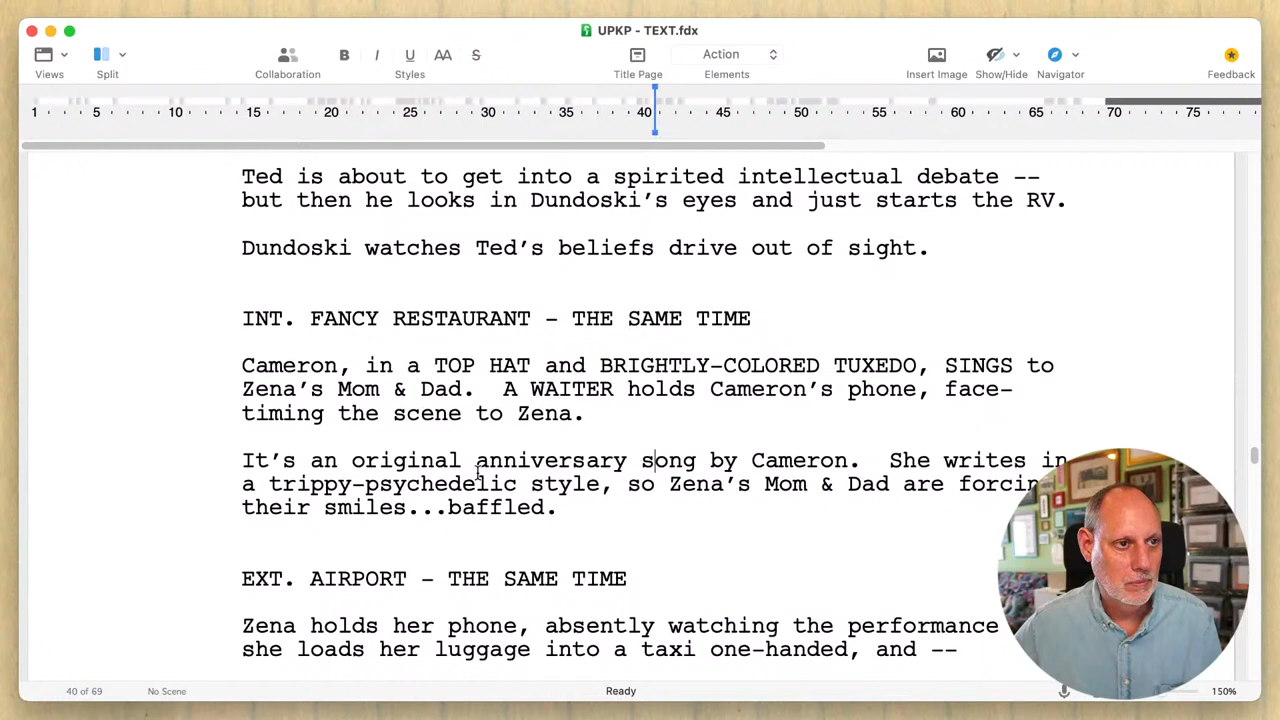 UPKP - TEXT.fdx
B I U AA S Action
Views Split Collaboration Styles Title Page Elements Insert Image Show/Hide Navigator Feedback
1 5 10 15 20 25 30 35 40 45 50 55 60 65 70 75
Ted is about to get into a spirited intellectual debate --
but then he looks in Dundoski’s eyes and just starts the RV.
Dundoski watches Ted’s beliefs drive out of sight.
INT. FANCY RESTAURANT - THE SAME TIME
Cameron, in a TOP HAT and BRIGHTLY-COLORED TUXEDO, SINGS to
Zena’s Mom & Dad.  A WAITER holds Cameron’s phone, face-
timing the scene to Zena.
It’s an original anniversary song by Cameron.  She writes in
a trippy-psychedelic style, so Zena’s Mom & Dad are forcin
their smiles...baffled.
EXT. AIRPORT - THE SAME TIME
Zena holds her phone, absently watching the performance
she loads her luggage into a taxi one-handed, and --
40 of 69 No Scene Ready 150%